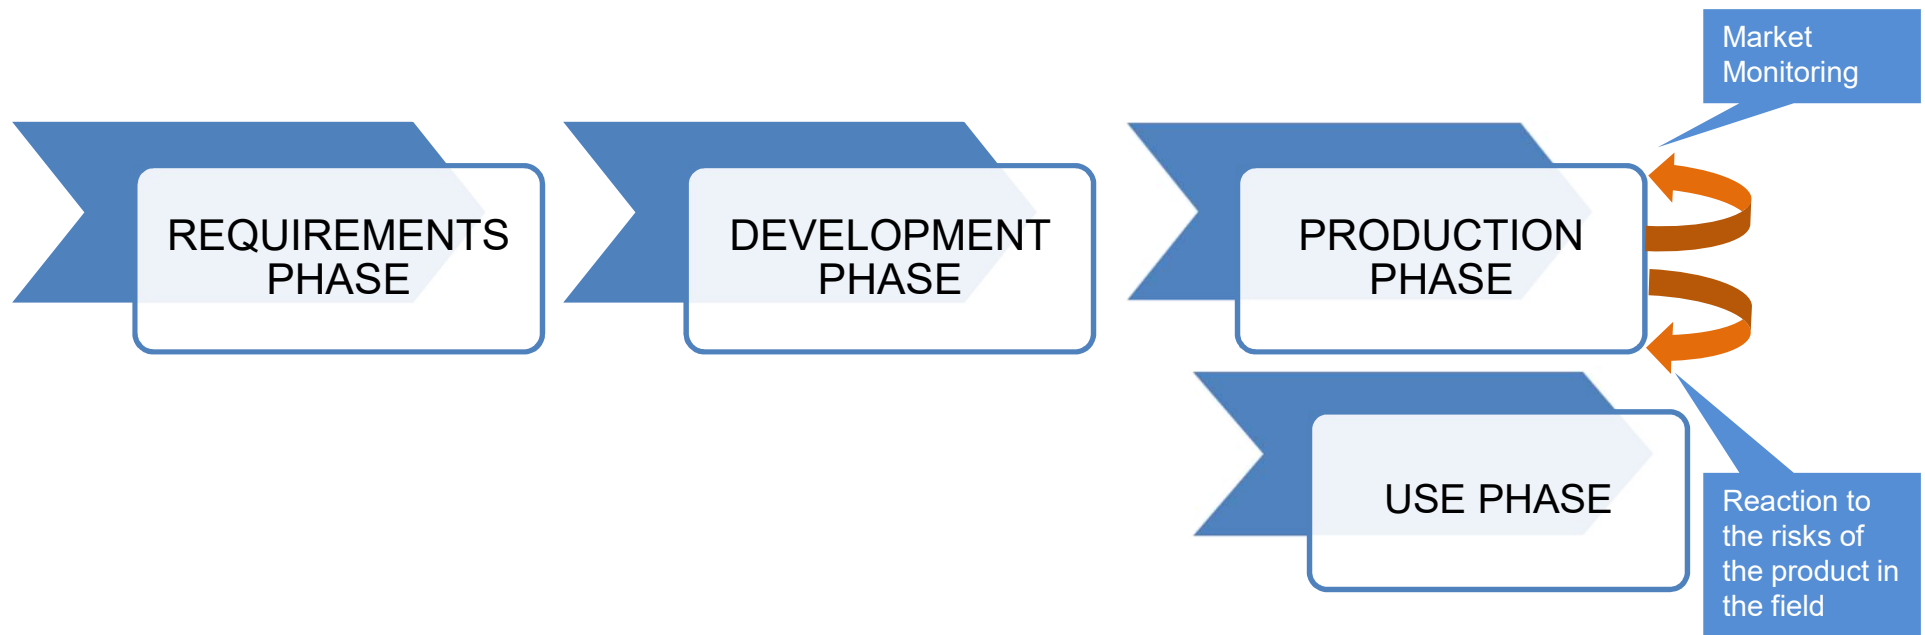 Market
Monitoring
REQUIREMENTS
PHASE
DEVELOPMENT
PHASE
PRODUCTION
PHASE
USE PHASE
Reaction to
the risks of
the product in
the field